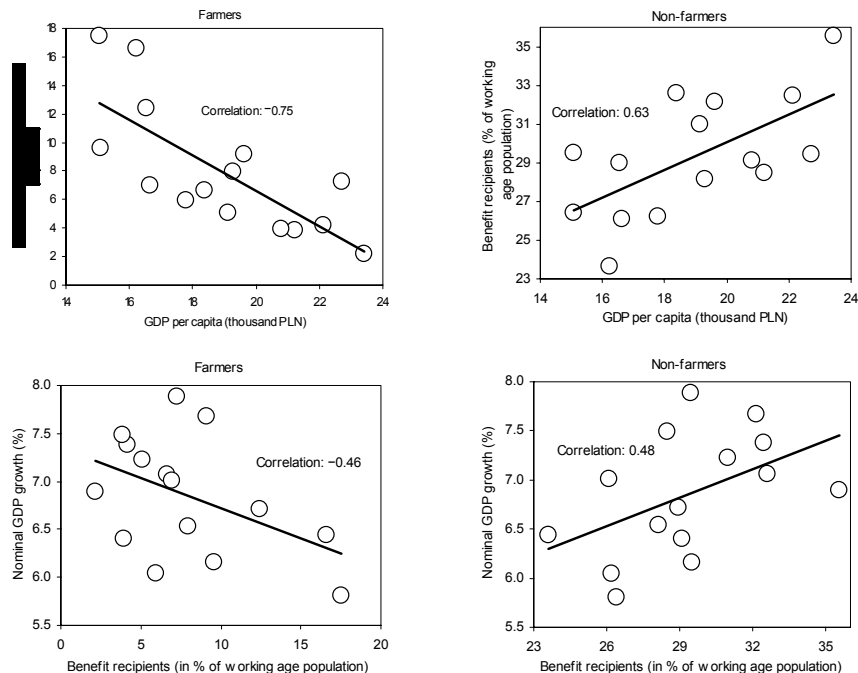 Farmers
18
16
14
12
10
8
6
4
2
0
Correlation: −0.75
14 16 18 20 22 24
GDP per capita (thousand PLN)
Non-farmers
Benefit recipients (% of working
age population)
35
33
31
29
27
25
23
Correlation: 0.63
14 16 18 20 22 24
GDP per capita (thousand PLN)
Farmers
Nominal GDP growth (%)
8.0
7.5
7.0
6.5
6.0
5.5
Correlation: −0.46
0 5 10 15 20
Benefit recipients (in % of working age population)
Non-farmers
Nominal GDP growth (%)
8.0
7.5
7.0
6.5
6.0
5.5
Correlation: 0.48
23 26 29 32 35
Benefit recipients (in % of working age population)